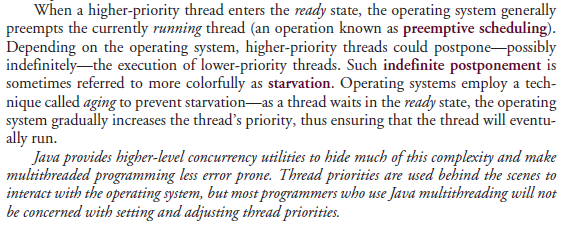 When a higher-priority thread enters the ready state, the operating system generally
preempts the currently running thread (an operation known as preemptive scheduling).
Depending on the operating system, higher-priority threads could postpone—possibly
indefinitely—the execution of lower-priority threads. Such indefinite postponement is
sometimes referred to more colorfully as starvation. Operating systems employ a tech-
nique called aging to prevent starvation—as a thread waits in the ready state, the operating
system gradually increases the thread's priority, thus ensuring that the thread will eventu-
ally run.
Java provides higher-level concurrency utilities to hide much of this complexity and make
multithreaded programming less error prone. Thread priorities are used behind the scenes to
interact with the operating system, but most programmers who use Java multithreading will not
be concerned with setting and adjusting thread priorities.